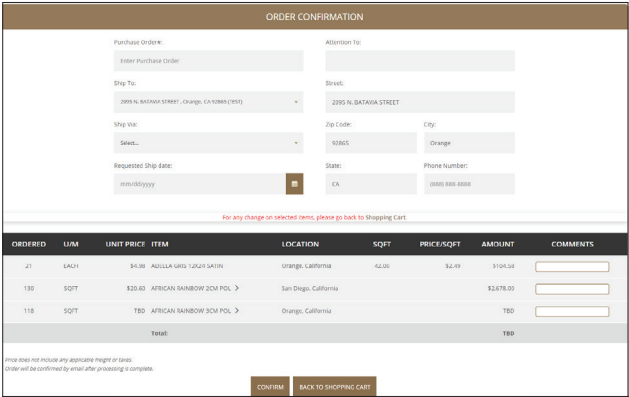 ORDER CONFIRMATION
Purchase Order#: Attention To:
Enter Purchase Order
Ship To: Street:
2095 N. BATAVIA STREET , Orange, CA 92865 (TEST) 2095 N. BATAVIA STREET
Ship Via: Zip Code: City:
Select... 92865 Orange
Requested Ship date: State: Phone Number:
mm/dd/yyyy CA (888) 888-8888
For any change on selected items, please go back to Shopping Cart.
ORDERED U/M UNIT PRICE ITEM LOCATION SQFT PRICE/SQFT AMOUNT COMMENTS
21 EACH $4.98 ADELLA GRIS 12X24 SATIN Orange, California 42.00 $2.49 $104.58
130 SQFT $20.60 AFRICAN RAINBOW 2CM POL > San Diego, California $2,678.00
118 SQFT TBD AFRICAN RAINBOW 3CM POL > Orange, California TBD
Total: TBD
Price does not include any applicable freight or taxes.
Order will be confirmed by email after processing is complete.
CONFIRM BACK TO SHOPPING CART